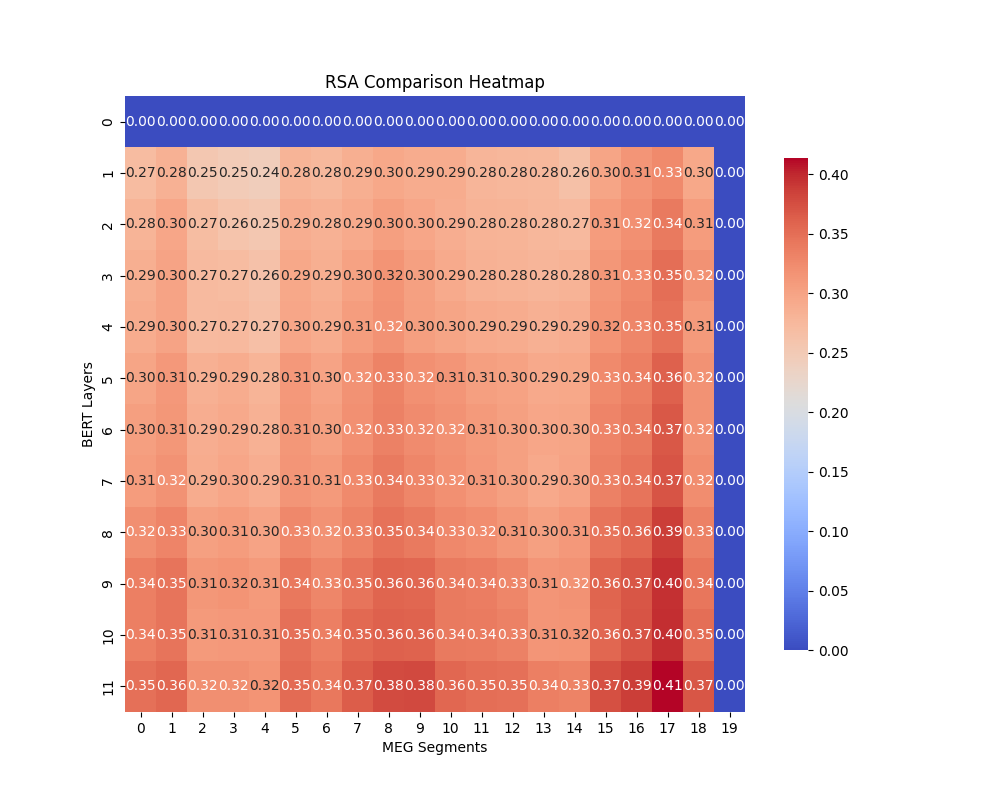 RSA Comparison Heatmap
0 0.00 0.00 0.00 0.00 0.00 0.00 0.00 0.00 0.00 0.00 0.00 0.00 0.00 0.00 0.00 0.00 0.00 0.00 0.00 0.00
1 0.27 0.28 0.25 0.25 0.24 0.28 0.28 0.29 0.30 0.29 0.29 0.28 0.28 0.28 0.26 0.30 0.31 0.33 0.30 0.00
2 0.28 0.30 0.27 0.26 0.25 0.29 0.28 0.29 0.30 0.30 0.29 0.28 0.28 0.28 0.27 0.31 0.32 0.34 0.31 0.00
3 0.29 0.30 0.27 0.27 0.26 0.29 0.29 0.30 0.32 0.30 0.29 0.28 0.28 0.28 0.28 0.31 0.33 0.35 0.32 0.00
4 0.29 0.30 0.27 0.27 0.27 0.30 0.29 0.31 0.32 0.30 0.30 0.29 0.29 0.29 0.29 0.32 0.33 0.35 0.31 0.00
5 0.30 0.31 0.29 0.29 0.28 0.31 0.30 0.32 0.33 0.32 0.31 0.31 0.30 0.29 0.29 0.33 0.34 0.36 0.32 0.00
6 0.30 0.31 0.29 0.29 0.28 0.31 0.30 0.32 0.33 0.32 0.32 0.31 0.30 0.30 0.30 0.33 0.34 0.37 0.32 0.00
7 0.31 0.32 0.29 0.30 0.29 0.31 0.31 0.33 0.34 0.33 0.32 0.31 0.30 0.29 0.30 0.33 0.34 0.37 0.32 0.00
8 0.32 0.33 0.30 0.31 0.30 0.33 0.32 0.33 0.35 0.34 0.33 0.32 0.31 0.30 0.31 0.35 0.36 0.39 0.33 0.00
9 0.34 0.35 0.31 0.32 0.31 0.34 0.33 0.35 0.36 0.36 0.34 0.34 0.33 0.31 0.32 0.36 0.37 0.40 0.34 0.00
10 0.34 0.35 0.31 0.31 0.31 0.35 0.34 0.35 0.36 0.36 0.34 0.34 0.33 0.31 0.32 0.36 0.37 0.40 0.35 0.00
11 0.35 0.36 0.32 0.32 0.32 0.35 0.34 0.37 0.38 0.38 0.36 0.35 0.35 0.34 0.33 0.37 0.39 0.41 0.37 0.00
0 1 2 3 4 5 6 7 8 9 10 11 12 13 14 15 16 17 18 19
MEG Segments
BERT Layers
0.40
0.35
0.30
0.25
0.20
0.15
0.10
0.05
0.00